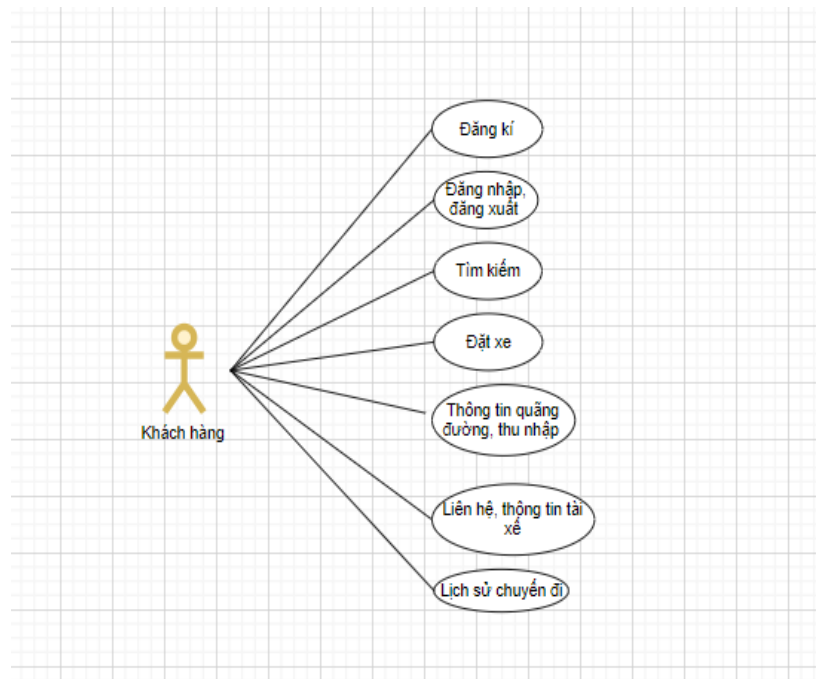 Đăng kí
Đăng nhập,
đăng xuất
Tìm kiếm
Đặt xe
Thông tin quãng
đường, thu nhập
Khách hàng
Liên hệ, thông tin tài
xế
Lịch sử chuyến đi